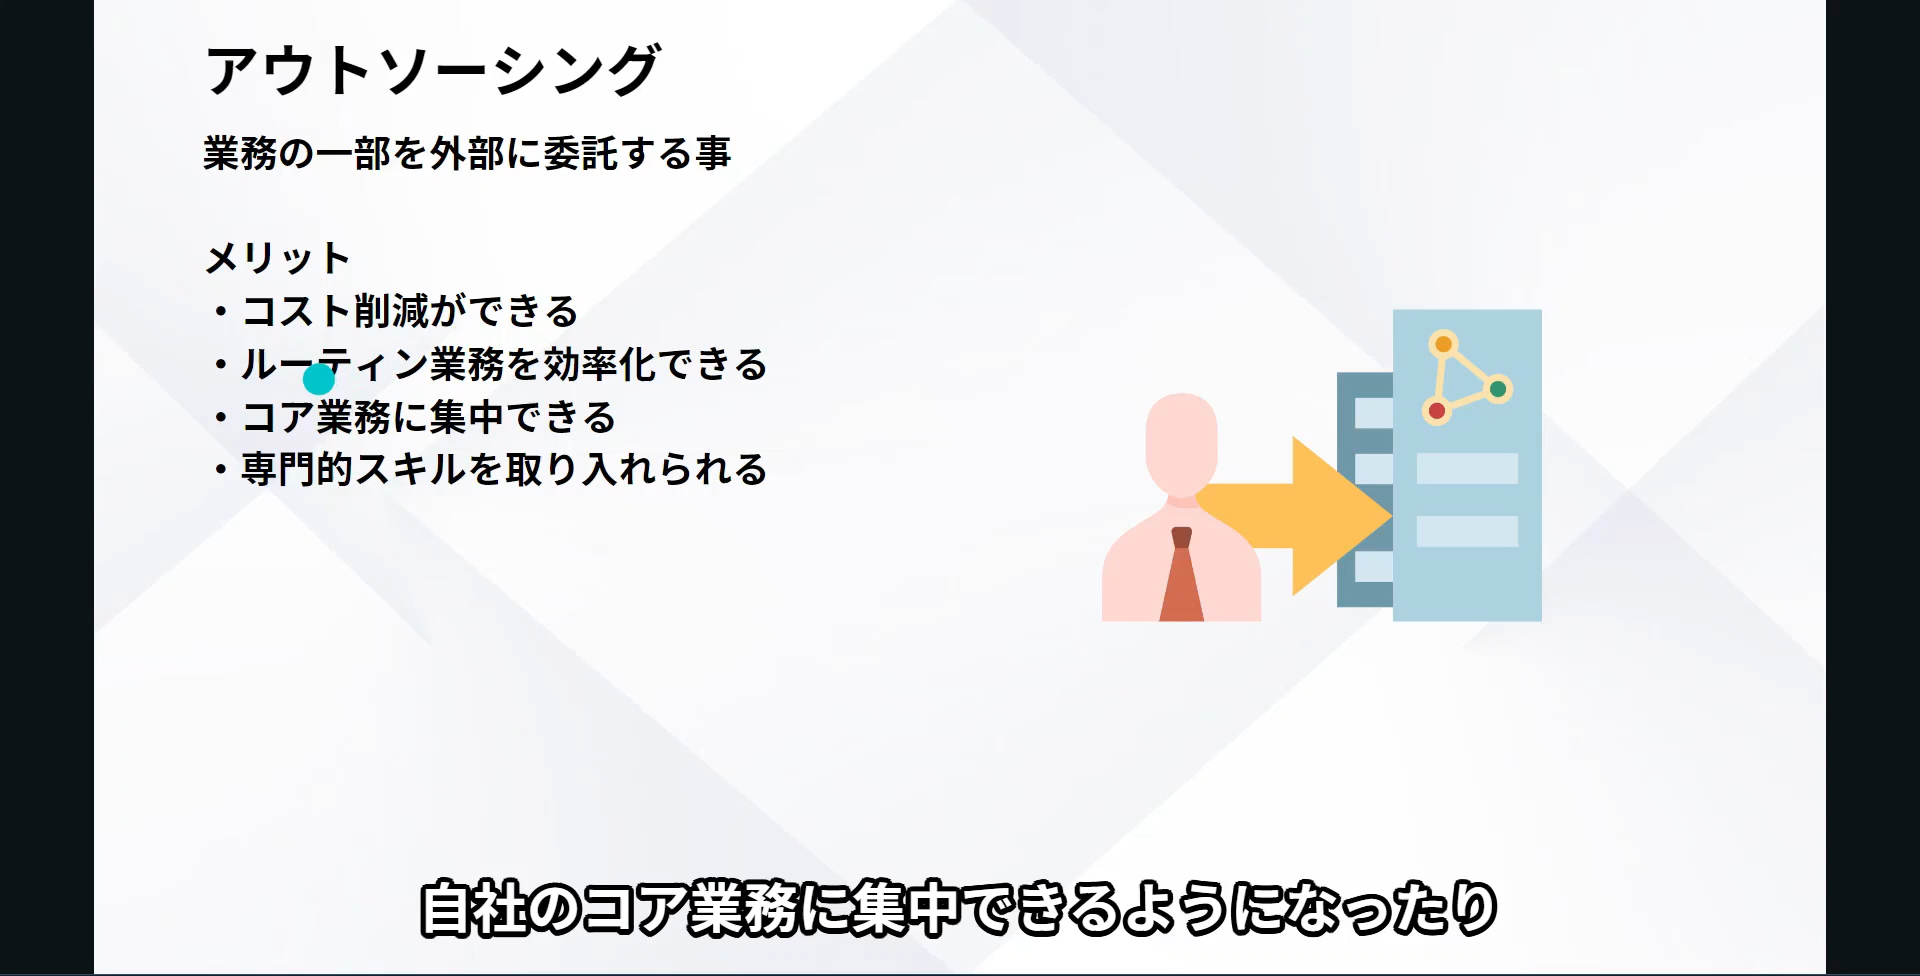 アウトソーシング
業務の一部を外部に委託する事
メリット
・コスト削減ができる
・ルーティン業務を効率化できる
・コア業務に集中できる
・専門的スキルを取り入れられる
自社のコア業務に集中できるようになったり